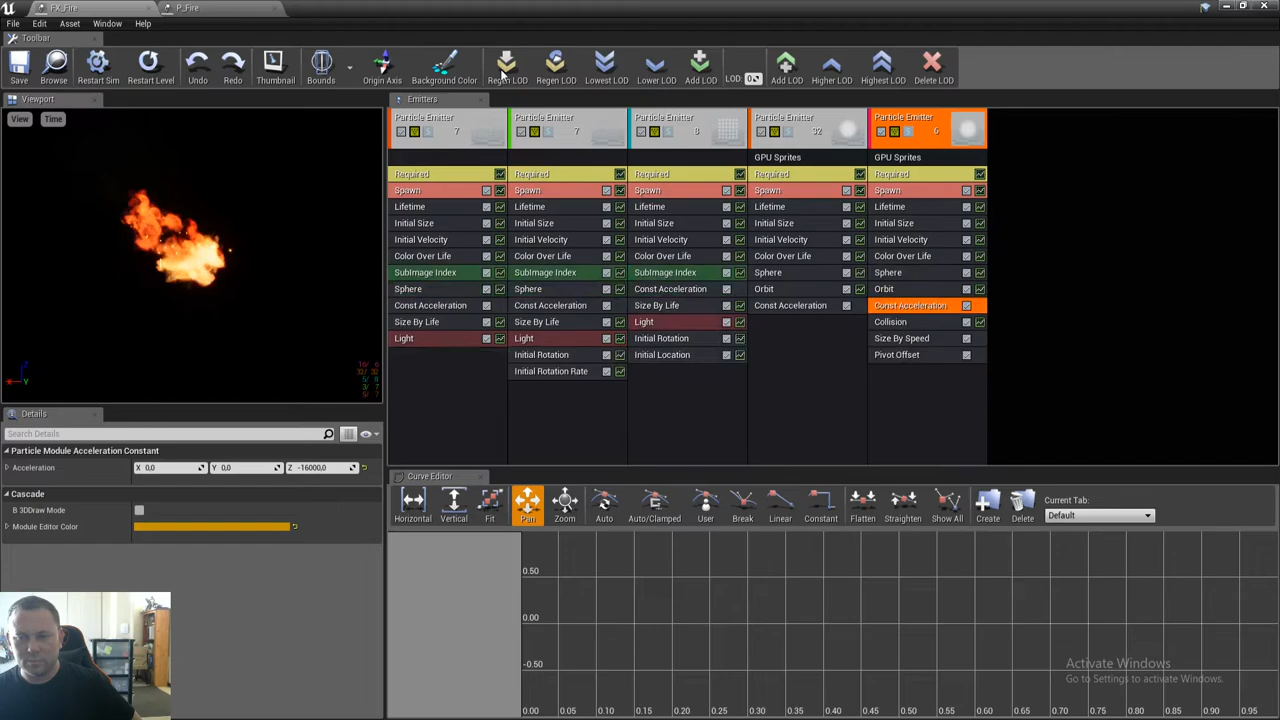 FX_Fire
P_Fire
File Edit Asset Window Help
Toolbar
Save Browse Restart Sim Restart Level Undo Redo Thumbnail Bounds Origin Axis Background Color Regen LOD Regen LOD Lowest LOD Lower LOD Add LOD LOD: 0 Add LOD Higher LOD Highest LOD Delete LOD
Viewport
View Time
Emitters
Particle Emitter Particle Emitter Particle Emitter Particle Emitter Particle Emitter
7 7 8 32 6
GPU Sprites GPU Sprites
Required Required Required Required Required
Spawn Spawn Spawn Spawn Spawn
Lifetime Lifetime Lifetime Lifetime Lifetime
Initial Size Initial Size Initial Size Initial Size Initial Size
Initial Velocity Initial Velocity Initial Velocity Initial Velocity Initial Velocity
Color Over Life Color Over Life Color Over Life Color Over Life Color Over Life
SubImage Index SubImage Index SubImage Index Sphere Sphere
Sphere Sphere Const Acceleration Orbit Orbit
Const Acceleration Const Acceleration Size By Life Const Acceleration Const Acceleration
Size By Life Size By Life Light Collision
Light Light Initial Rotation Size By Speed
Initial Rotation Initial Location Pivot Offset
Initial Rotation Rate
Z
X
Y
Details
Search Details
Particle Module Acceleration Constant
Acceleration X 0,0 Y 0,0 Z -16000,0
Cascade
B 3DDraw Mode
Module Editor Color
Curve Editor
Horizontal Vertical Fit Pan Zoom Auto Auto/Clamped User Break Linear Constant Flatten Straighten Show All Create Delete
Current Tab:
Default
0.50
0.00
-0.50
0.00 0.05 0.10 0.15 0.20 0.25 0.30 0.35 0.40 0.45 0.50 0.55 0.60 0.65 0.70 0.75 0.80 0.85 0.90 0.95
Activate Windows
Go to Settings to activate Windows.